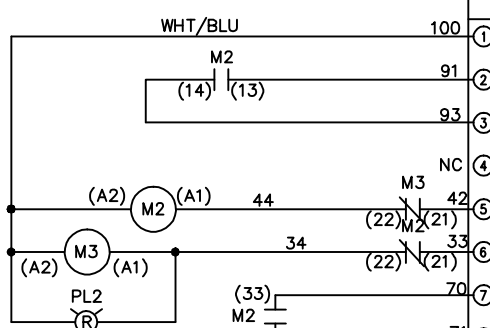 WHT/BLU 100 1
M2
91 2
(14) (13)
93 3
NC 4
M3
(A2) M2 (A1) 44 42 5
(22) (21)
M2
M3 34 33 6
(A2) (A1) (22) (21)
PL2 (33) 70 7
R M2